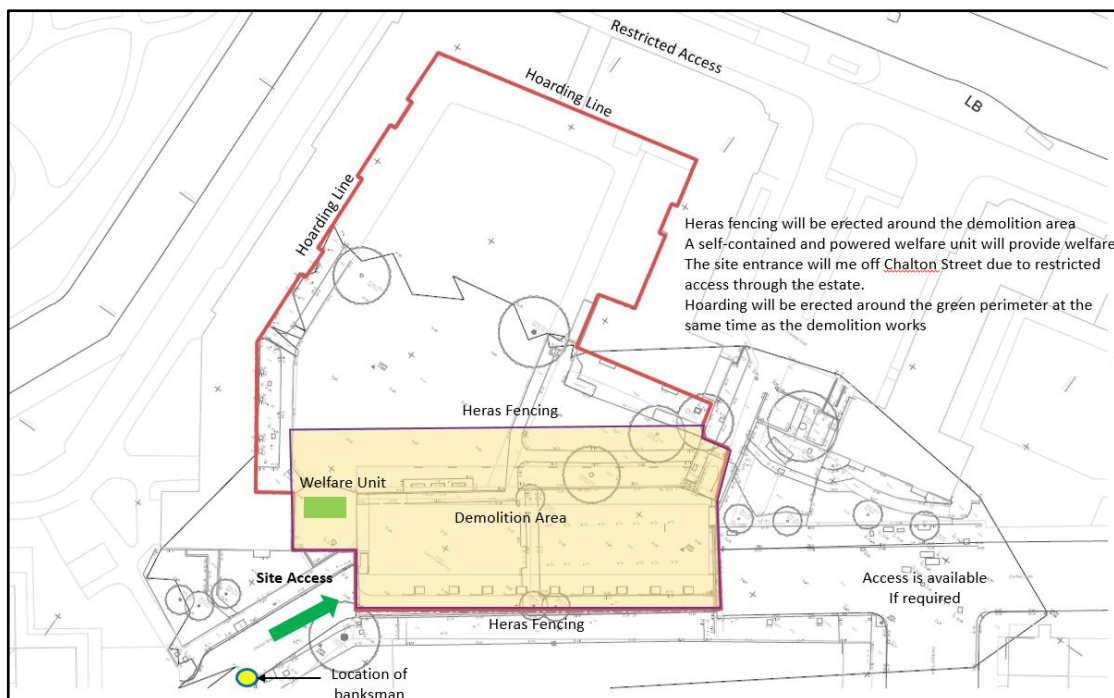 Restricted Access
Hoarding Line
LB
Hoarding Line
Heras fencing will be erected around the demolition area
A self-contained and powered welfare unit will provide welfare
The site entrance will me off Chalton Street due to restricted
access through the estate.
Hoarding will be erected around the green perimeter at the
same time as the demolition works
Heras Fencing
Welfare Unit
Demolition Area
Site Access
Access is available
If required
Heras Fencing
Location of
banksman